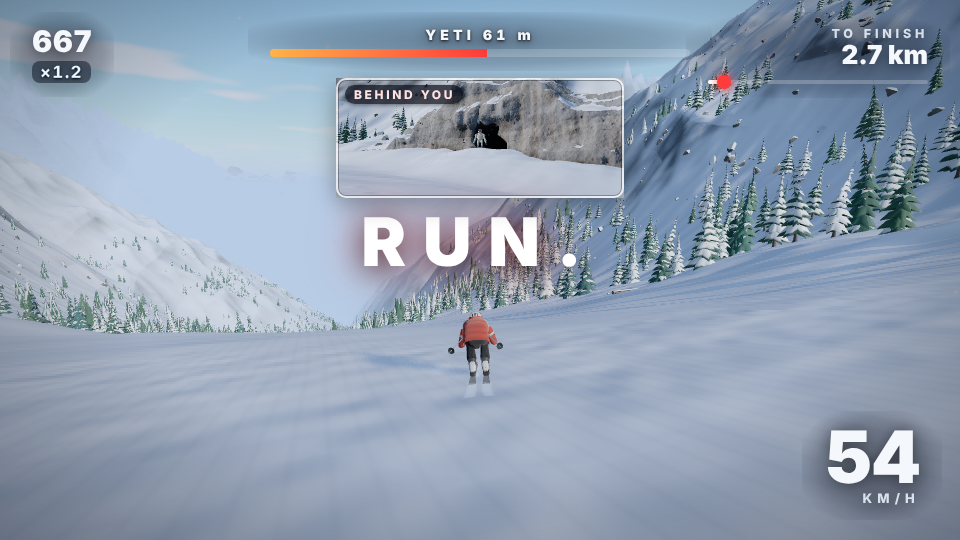 667
×1.2
YETI 61 m
TO FINISH
2.7 km
BEHIND YOU
RUN.
54
KM/H